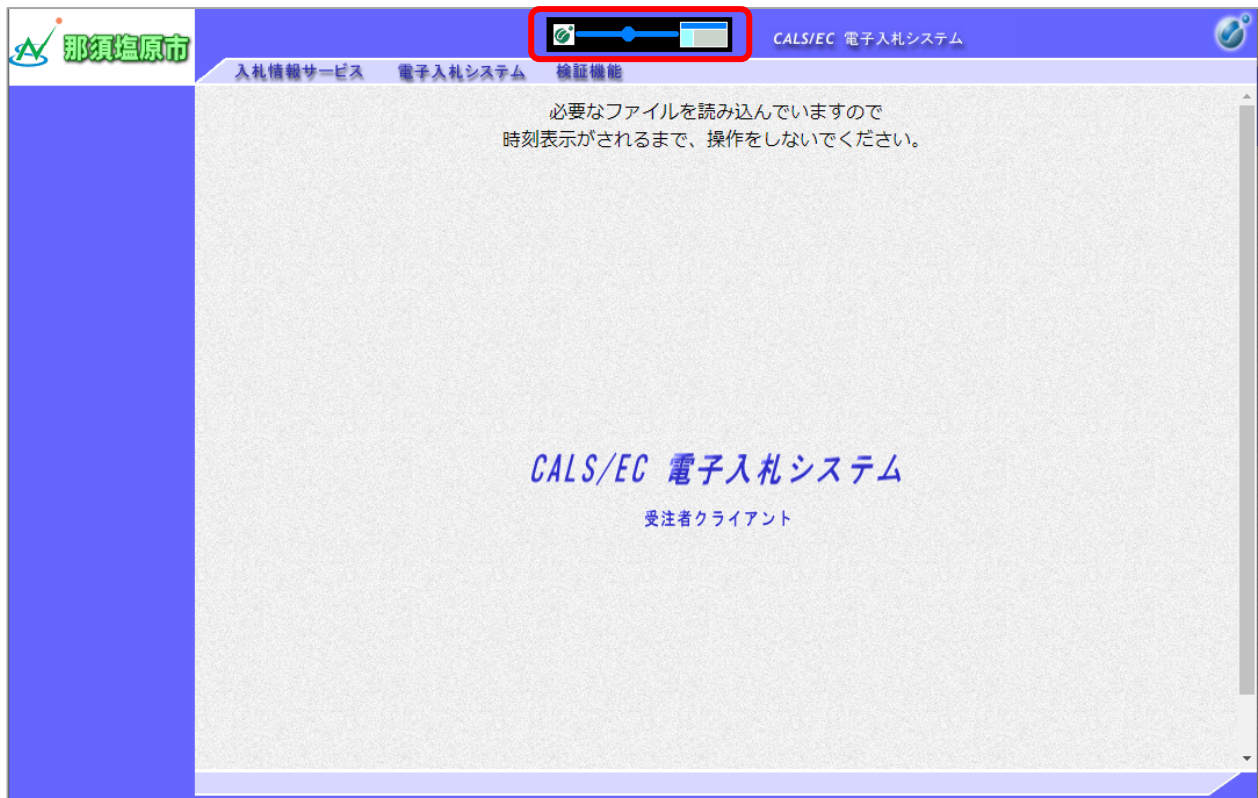 那須塩原市
CALS/EC 電子入札システム
入札情報サービス 電子入札システム 検証機能
必要なファイルを読み込んでいますので
時刻表示がされるまで、操作をしないでください。
CALS/EC 電子入札システム
受注者クライアント